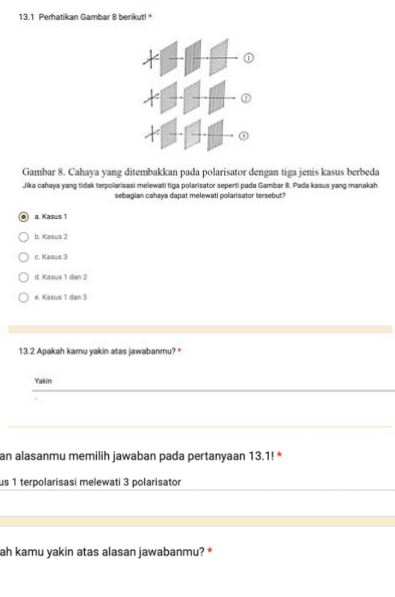 13.1 Perhatikan Gambar 8 berikut! *
①
②
③
Gambar 8. Cahaya yang ditembakkan pada polarisator dengan tiga jenis kasus berbeda
Jika cahaya yang tidak terpolarisasi melewati tiga polarisator seperti pada Gambar 8. Pada kasus yang manakah
sebagian cahaya dapat melewati polarisator tersebut?
a. Kasus 1
b. Kasus 2
c. Kasus 3
d. Kasus 1 dan 2
e. Kasus 1 dan 3
13.2 Apakah kamu yakin atas jawabanmu? *
Yakin
an alasanmu memilih jawaban pada pertanyaan 13.1! *
us 1 terpolarisasi melewati 3 polarisator
ah kamu yakin atas alasan jawabanmu? *